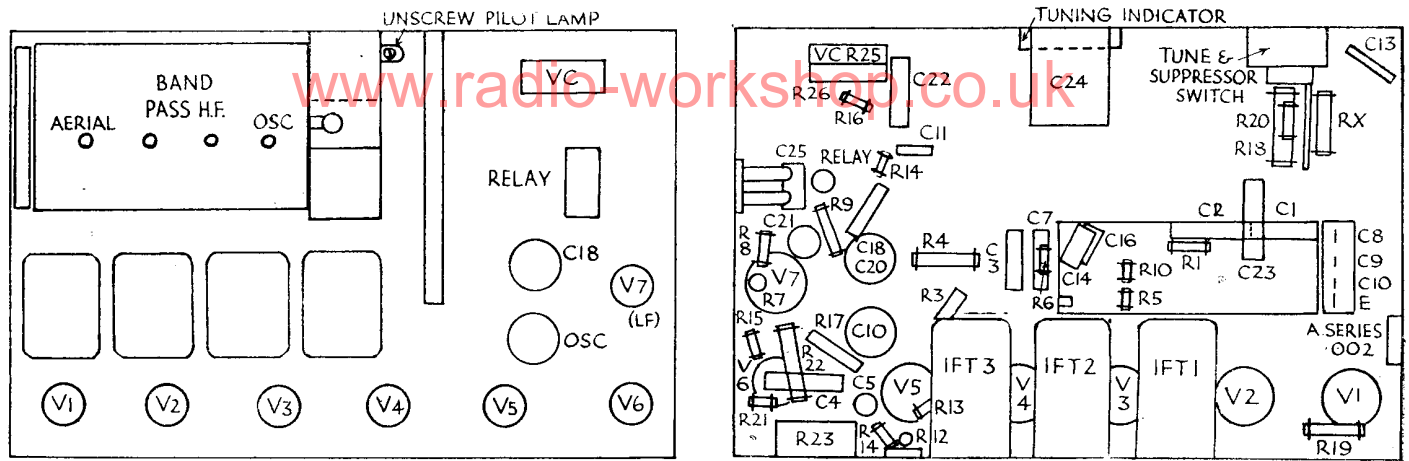 UNSCREW PILOT LAMP
BAND
PASS H.F.
AERIAL
OSC
VC
RELAY
C18
V7
(LF)
OSC
V1
V2
V3
V4
V5
V6
TUNING INDICATOR
VC R25
C22
R26
R16
C24
TUNE &
SUPPRESSOR
SWITCH
C13
R20
R18
RX
C11
C25
RELAY
R14
R9
C21
R
8
V7
R7
C18
C20
R4
C
3
C7
R6
C16
C14
R10
R5
C2
C1
R1
C23
C8
C9
C10
E
R3
A.SERIES
.002
R15
R17
C10
R
22
V
6
C4
C5
V5
R21
R23
R
14
R12
R13
IFT3
V
4
IFT2
V
3
IFT1
V2
V1
R19
www.radio-workshop.co.uk